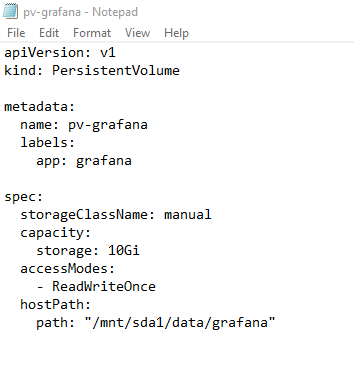 pv-grafana - Notepad
File Edit Format View Help
apiVersion: v1
kind: PersistentVolume

metadata:
  name: pv-grafana
  labels:
    app: grafana

spec:
  storageClassName: manual
  capacity:
    storage: 10Gi
  accessModes:
    - ReadWriteOnce
  hostPath:
    path: "/mnt/sda1/data/grafana"